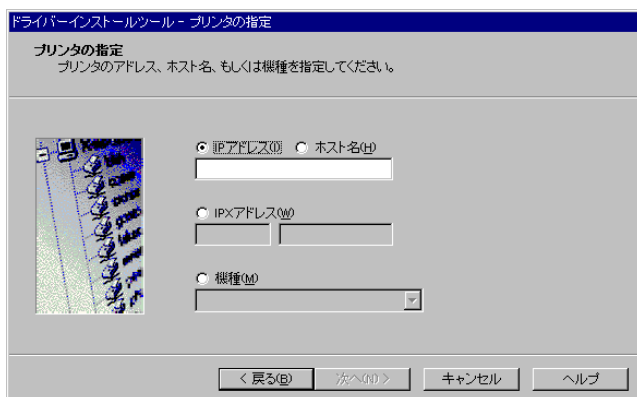 ドライバーインストールツール - プリンタの指定
プリンタの指定
プリンタのアドレス、ホスト名、もしくは機種を指定してください。
IPアドレス(I) ホスト名(H)
IPXアドレス(W)
機種(M)
< 戻る(B) 次へ(N) > キャンセル ヘルプ